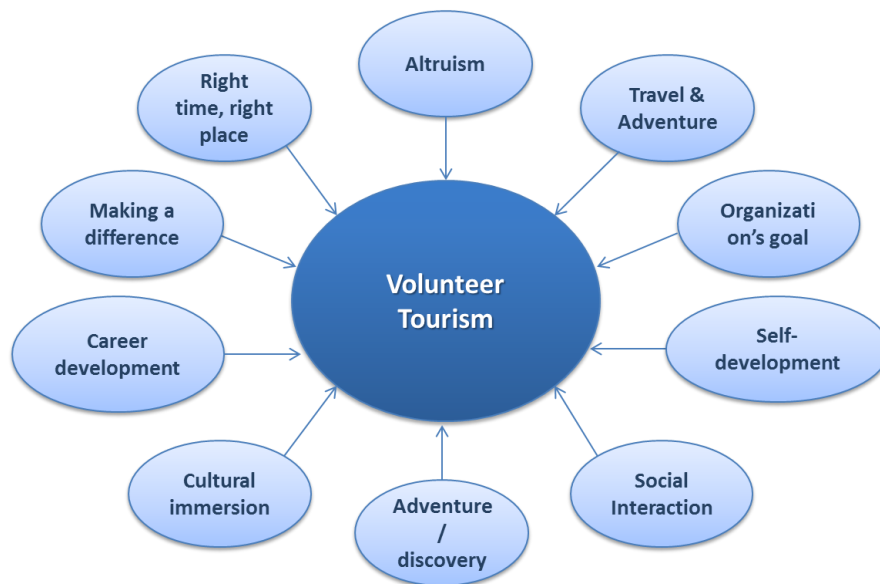 Altruism
Right
time, right
place
Travel &
Adventure
Making a
difference
Organizati
on's goal
Volunteer
Tourism
Career
development
Self-
development
Cultural
immersion
Social
Interaction
Adventure
/
discovery